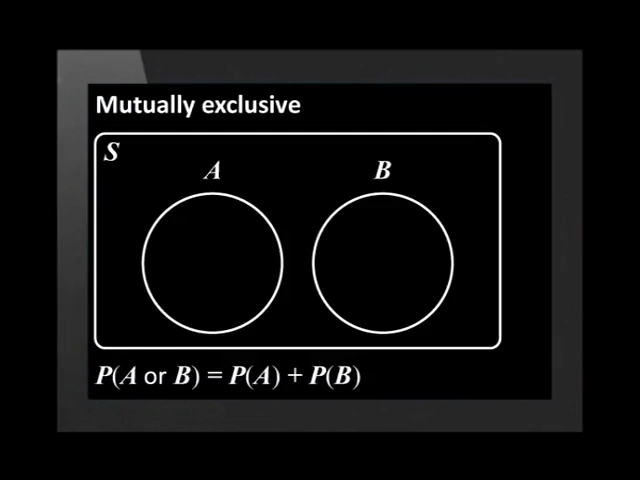 Mutually exclusive
S
A B
P(A or B) = P(A) + P(B)